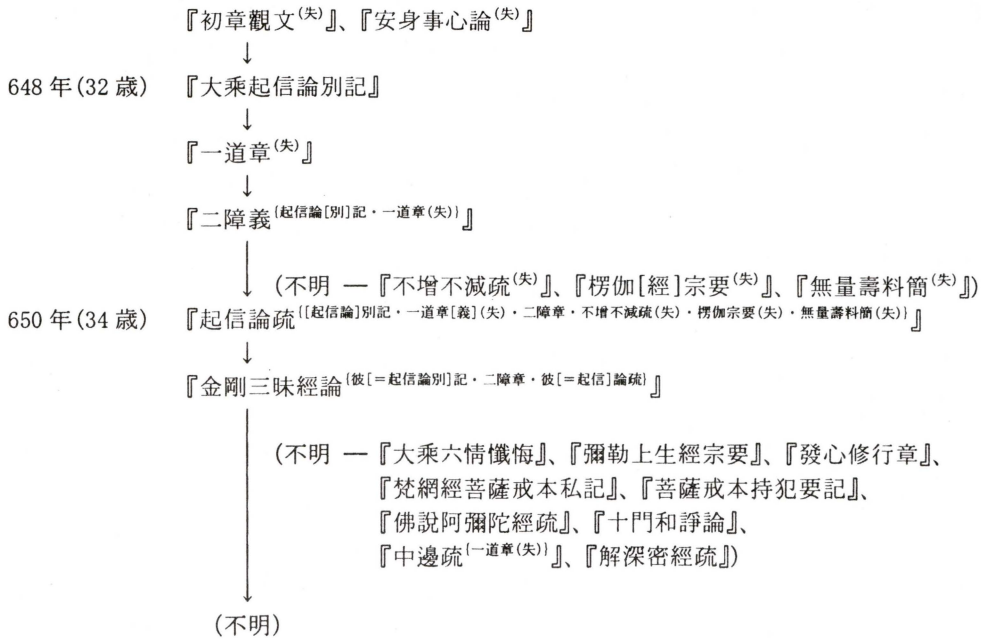 『初章觀文(失)』、『安身事心論(失)』
↓
648年(32歳) 『大乘起信論別記』
↓
『一道章(失)』
↓
『二障義{起信論[別]記・一道章(失)}』
↓ (不明 — 『不增不減疏(失)』、『楞伽[經]宗要(失)』、『無量壽料簡(失)』)
650年(34歳) 『起信論疏{[起信論]別記・一道章[義](失)・二障章・不增不減疏(失)・楞伽宗要(失)・無量壽料簡(失)}』
↓
『金剛三昧經論{彼[=起信論別]記・二障章・彼[=起信]論疏}』
(不明 — 『大乘六情懺悔』、『彌勒上生經宗要』、『發心修行章』、
『梵網經菩薩戒本私記』、『菩薩戒本持犯要記』、
『佛說阿彌陀經疏』、『十門和諍論』、
『中邊疏{一道章(失)}』、『解深密經疏』)
↓
(不明)